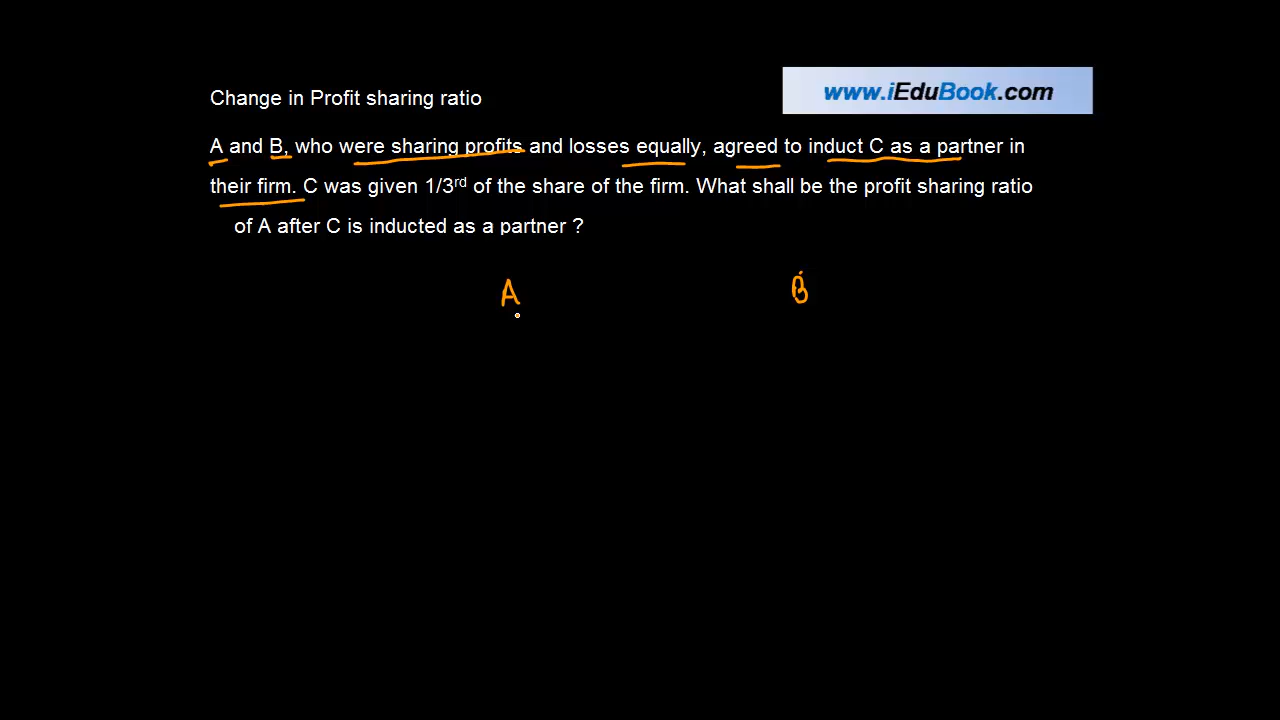 www.iEduBook.com
Change in Profit sharing ratio
A and B, who were sharing profits and losses equally, agreed to induct C as a partner in
their firm. C was given 1/3rd of the share of the firm. What shall be the profit sharing ratio
of A after C is inducted as a partner ?
A B